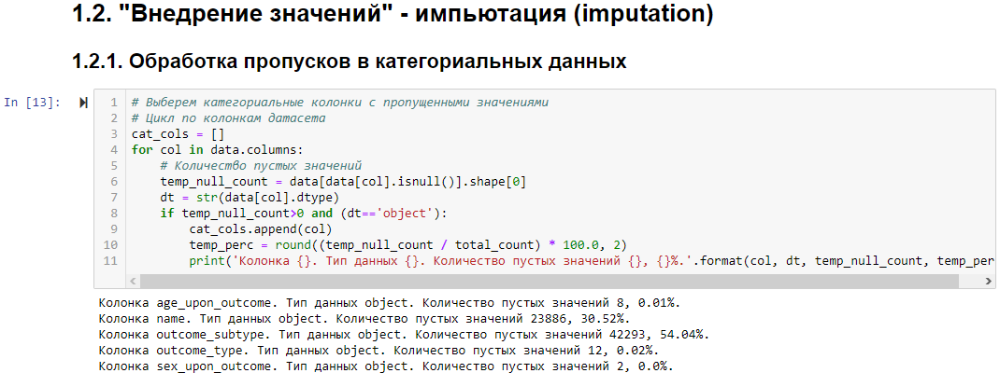 1.2. "Внедрение значений" - импьютация (imputation)
1.2.1. Обработка пропусков в категориальных данных
In [13]:
1 # Выберем категориальные колонки с пропущенными значениями
2 # Цикл по колонкам датасета
3 cat_cols = []
4 for col in data.columns:
5     # Количество пустых значений
6     temp_null_count = data[data[col].isnull()].shape[0]
7     dt = str(data[col].dtype)
8     if temp_null_count>0 and (dt=='object'):
9         cat_cols.append(col)
10         temp_perc = round((temp_null_count / total_count) * 100.0, 2)
11         print('Колонка {}. Тип данных {}. Количество пустых значений {}, {}%.'.format(col, dt, temp_null_count, temp_per
Колонка age_upon_outcome. Тип данных object. Количество пустых значений 8, 0.01%.
Колонка name. Тип данных object. Количество пустых значений 23886, 30.52%.
Колонка outcome_subtype. Тип данных object. Количество пустых значений 42293, 54.04%.
Колонка outcome_type. Тип данных object. Количество пустых значений 12, 0.02%.
Колонка sex_upon_outcome. Тип данных object. Количество пустых значений 2, 0.0%.